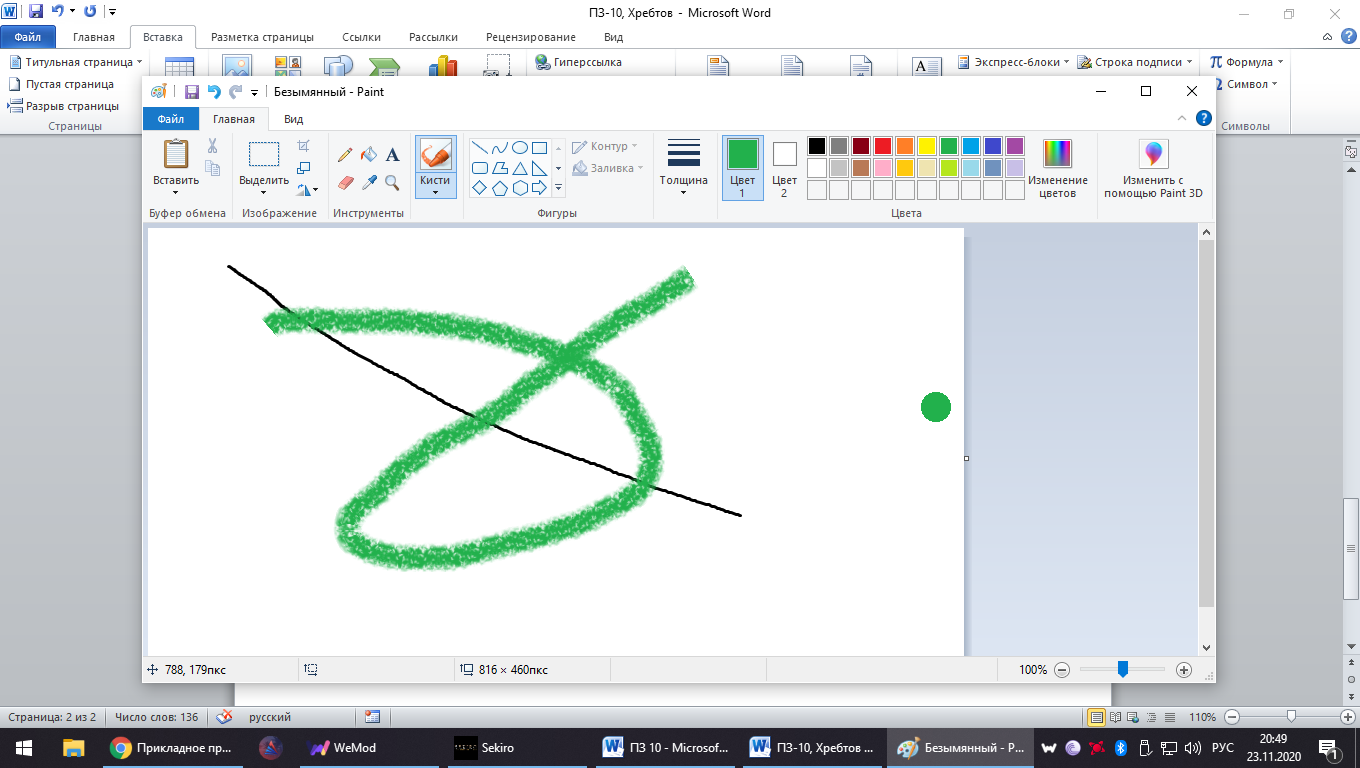 ПЗ-10, Хребтов - Microsoft Word
Файл Главная Вставка Разметка страницы Ссылки Рассылки Рецензирование Вид
Титульная страница
Пустая страница
Разрыв страницы
Страницы
Гиперссылка
Экспресс-блоки
Строка подписи
Формула
Символ
Символы
Безымянный - Paint
Файл Главная Вид
Вставить
Буфер обмена
Выделить
Изображение
Инструменты
Кисти
Контур
Заливка
Фигуры
Толщина
Цвет
1
Цвет
2
Цвета
Изменение
цветов
Изменить с
помощью Paint 3D
788, 179пкс
816 × 460пкс
100%
Страница: 2 из 2
Число слов: 136
русский
110%
Прикладное пр...
WeMod
Sekiro
ПЗ 10 - Microsof...
ПЗ-10, Хребтов ...
Безымянный - P...
РУС
20:49
23.11.2020
1